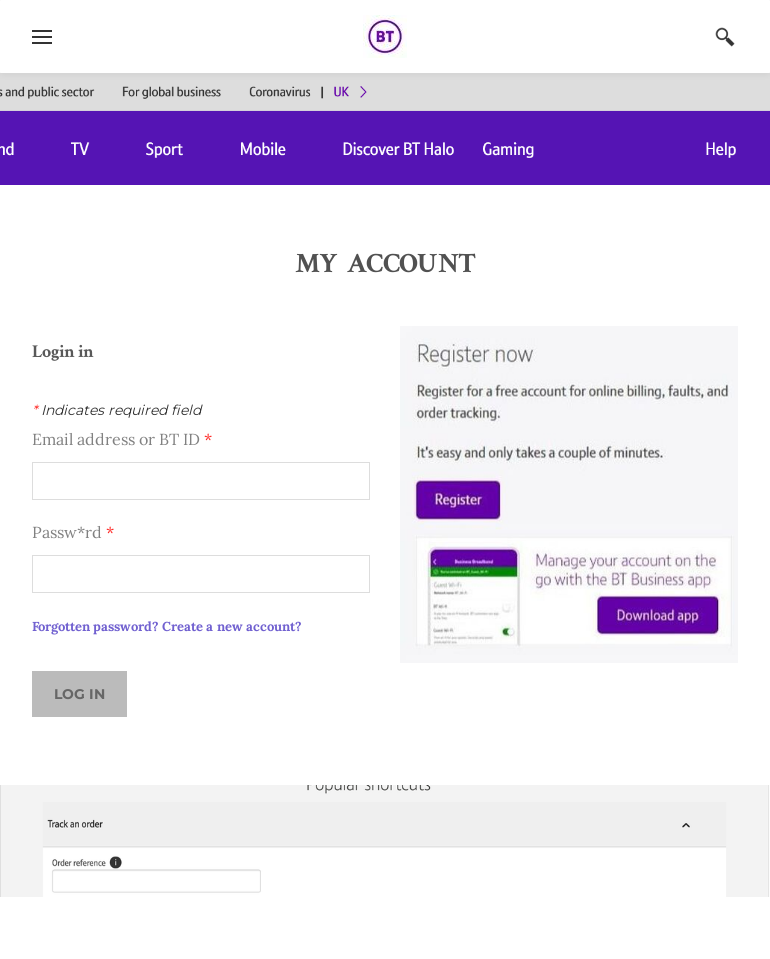 BT
s and public sector For global business Coronavirus | UK
nd TV Sport Mobile Discover BT Halo Gaming Help
MY ACCOUNT
Login in
* Indicates required field
Email address or BT ID *
Passw*rd *
Forgotten password? Create a new account?
LOG IN
Register now
Register for a free account for online billing, faults, and
order tracking.
It's easy and only takes a couple of minutes.
Register
Business Broadband
Guest Wi-Fi
BT Wi-Fi
Guest Wi-Fi
Manage your account on the
go with the BT Business app
Download app
Popular shortcuts
Track an order
Order reference